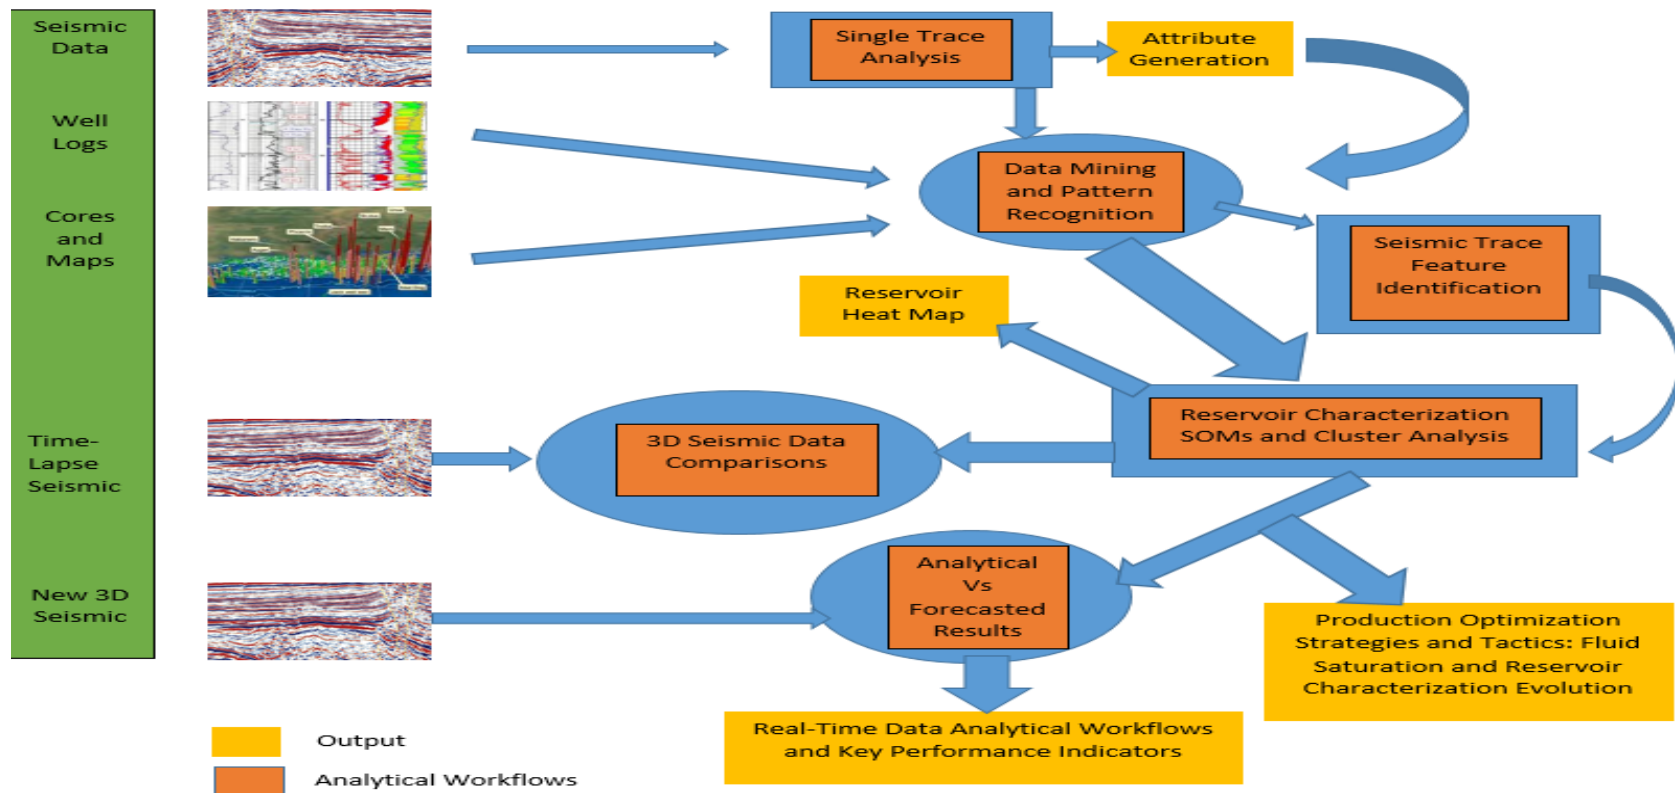 Seismic
Data
Well
Logs
Cores
and
Maps
Time-
Lapse
Seismic
New 3D
Seismic
Single Trace
Analysis
Attribute
Generation
Data Mining
and Pattern
Recognition
Seismic Trace
Feature
Identification
Reservoir
Heat Map
Reservoir Characterization
SOMs and Cluster Analysis
3D Seismic Data
Comparisons
Analytical
Vs
Forecasted
Results
Production Optimization
Strategies and Tactics: Fluid
Saturation and Reservoir
Characterization Evolution
Real-Time Data Analytical Workflows
and Key Performance Indicators
Output
Analytical Workflows